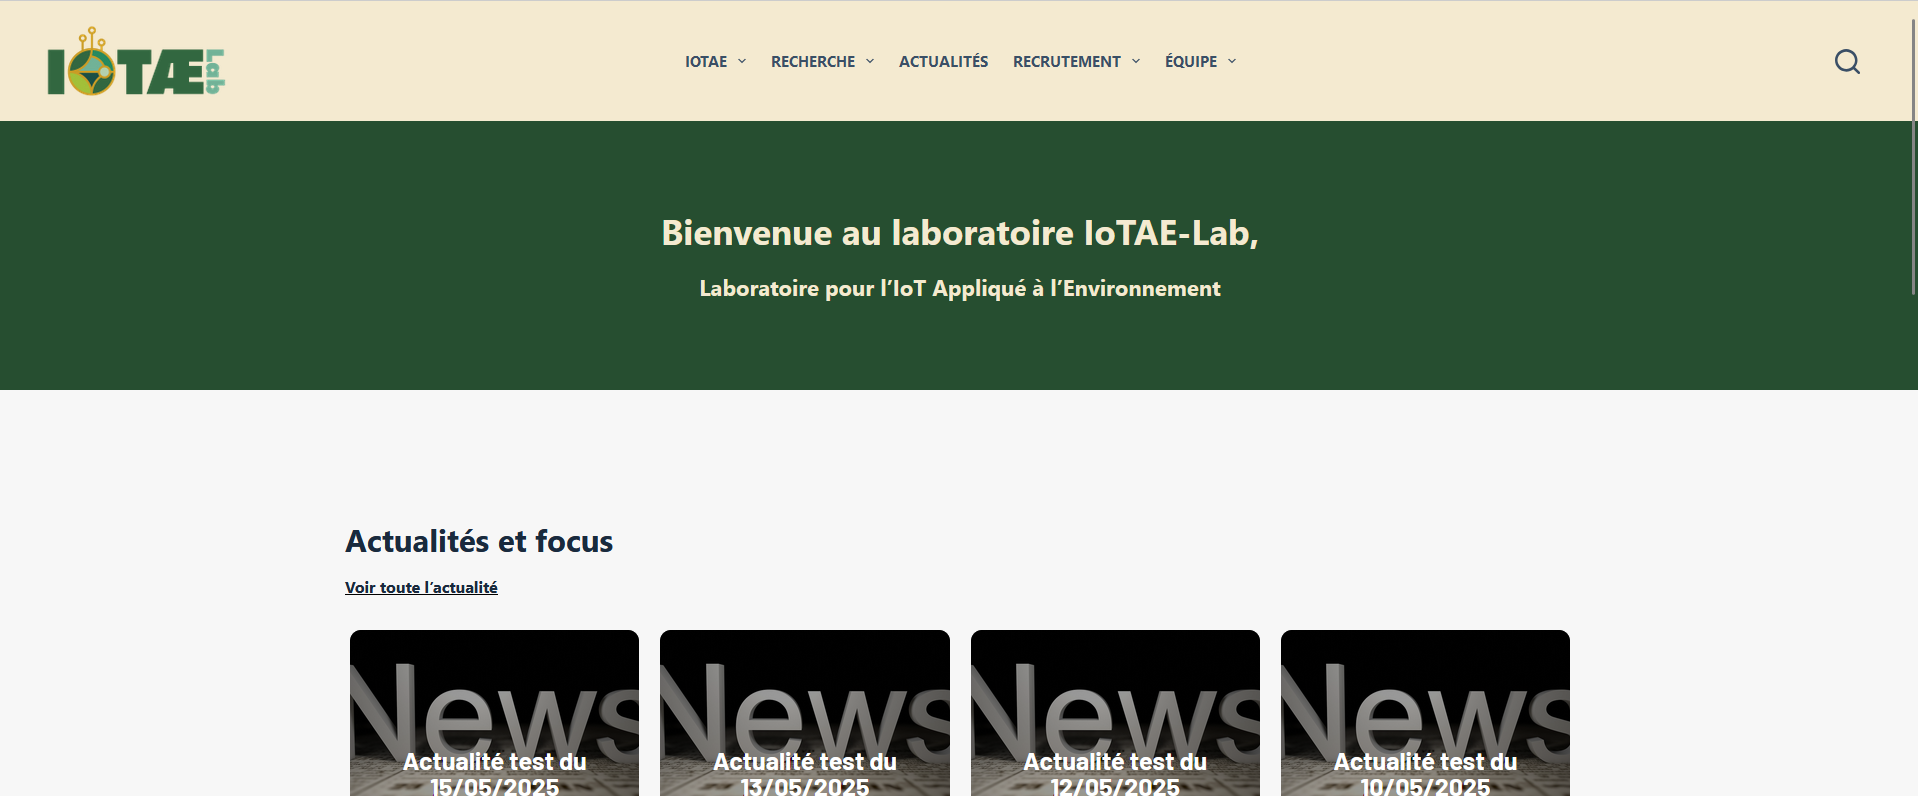 IOTÆ Lab
IOTAE RECHERCHE ACTUALITÉS RECRUTEMENT ÉQUIPE
Bienvenue au laboratoire IoTAE-Lab,
Laboratoire pour l’IoT Appliqué à l’Environnement
Actualités et focus
Voir toute l’actualité
News
Actualité test du
15/05/2025
News
Actualité test du
13/05/2025
News
Actualité test du
12/05/2025
News
Actualité test du
10/05/2025